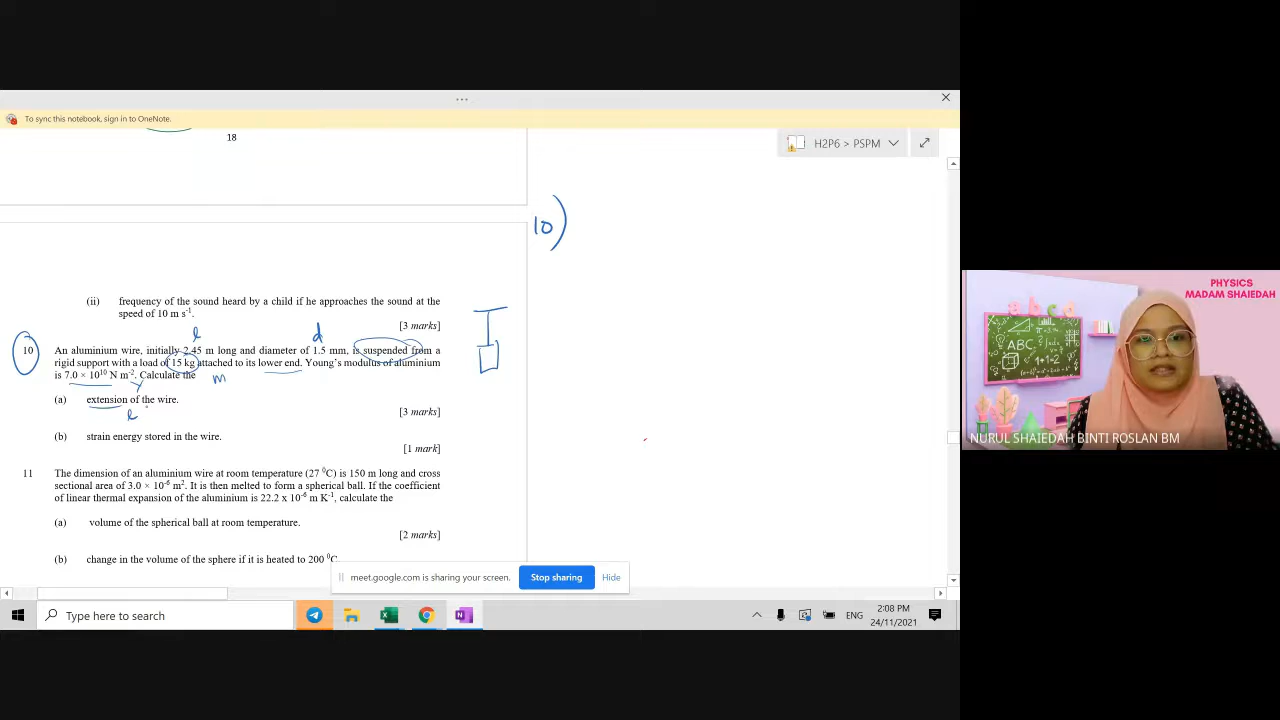 To sync this notebook, sign in to OneNote.
18
H2P6 > PSPM
10)
(ii) frequency of the sound heard by a child if he approaches the sound at the
speed of 10 m s⁻¹.
[3 marks]
l
d
10 An aluminium wire, initially 2.45 m long and diameter of 1.5 mm, is suspended from a
rigid support with a load of 15 kg attached to its lower end. Young's modulus of aluminium
is 7.0 × 10¹⁰ N m⁻². Calculate the
m
Y
(a) extension of the wire.
e
[3 marks]
(b) strain energy stored in the wire.
[1 mark]
11 The dimension of an aluminium wire at room temperature (27 ⁰C) is 150 m long and cross
sectional area of 3.0 × 10⁻⁶ m². It is then melted to form a spherical ball. If the coefficient
of linear thermal expansion of the aluminium is 22.2 x 10⁻⁶ m K⁻¹, calculate the
(a) volume of the spherical ball at room temperature.
[2 marks]
(b) change in the volume of the sphere if it is heated to 200 ⁰C.
meet.google.com is sharing your screen.
Stop sharing
Hide
Type here to search
ENG
2:08 PM
24/11/2021
PHYSICS
MADAM SHAIEDAH
a b c d
ABC
1+1=2
NURUL SHAIEDAH BINTI ROSLAN BM